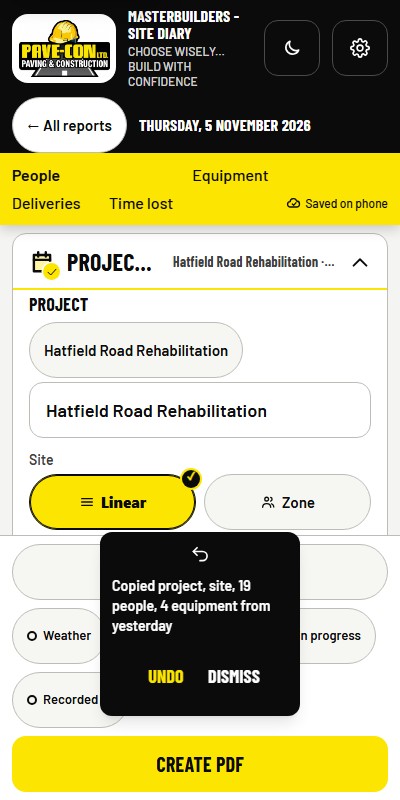 PAVE-CON LTD.
PAVING & CONSTRUCTION
MASTERBUILDERS - SITE DIARY
CHOOSE WISELY... BUILD WITH CONFIDENCE
← All reports
THURSDAY, 5 NOVEMBER 2026
People
Equipment
Deliveries
Time lost
Saved on phone
PROJEC...
Hatfield Road Rehabilitation ·...
PROJECT
Hatfield Road Rehabilitation
Hatfield Road Rehabilitation
Site
Linear
Zone
Copied project, site, 19
people, 4 equipment from
yesterday
UNDO
DISMISS
Weather
n progress
Recorded
CREATE PDF